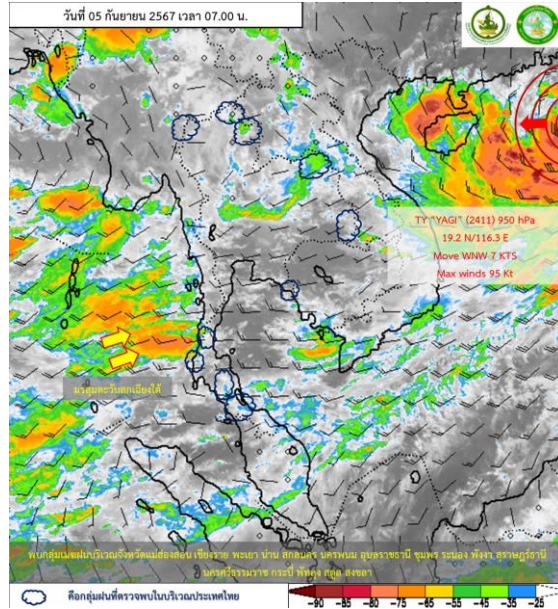 วันที่ 05 กันยายน 2567 เวลา 07.00 น.
TY "YAGI" (2411) 950 hPa
19.2 N/116.3 E
Move WNW 7 KTS
Max winds 95 Kt
มรสุมตะวันตกเฉียงใต้
พบกลุ่มเมฆฝนบริเวณจังหวัดแม่ฮ่องสอน เชียงราย พะเยา น่าน สกลนคร นครพนม อุบลราชธานี ชุมพร ระนอง พังงา สุราษฎร์ธานี
นครศรีธรรมราช กระบี่ พัทลุง สตูล สงขลา
คือกลุ่มฝนที่ตรวจพบในบริเวณประเทศไทย
-90 -85 -75 -65 -55 -45 -35 -26